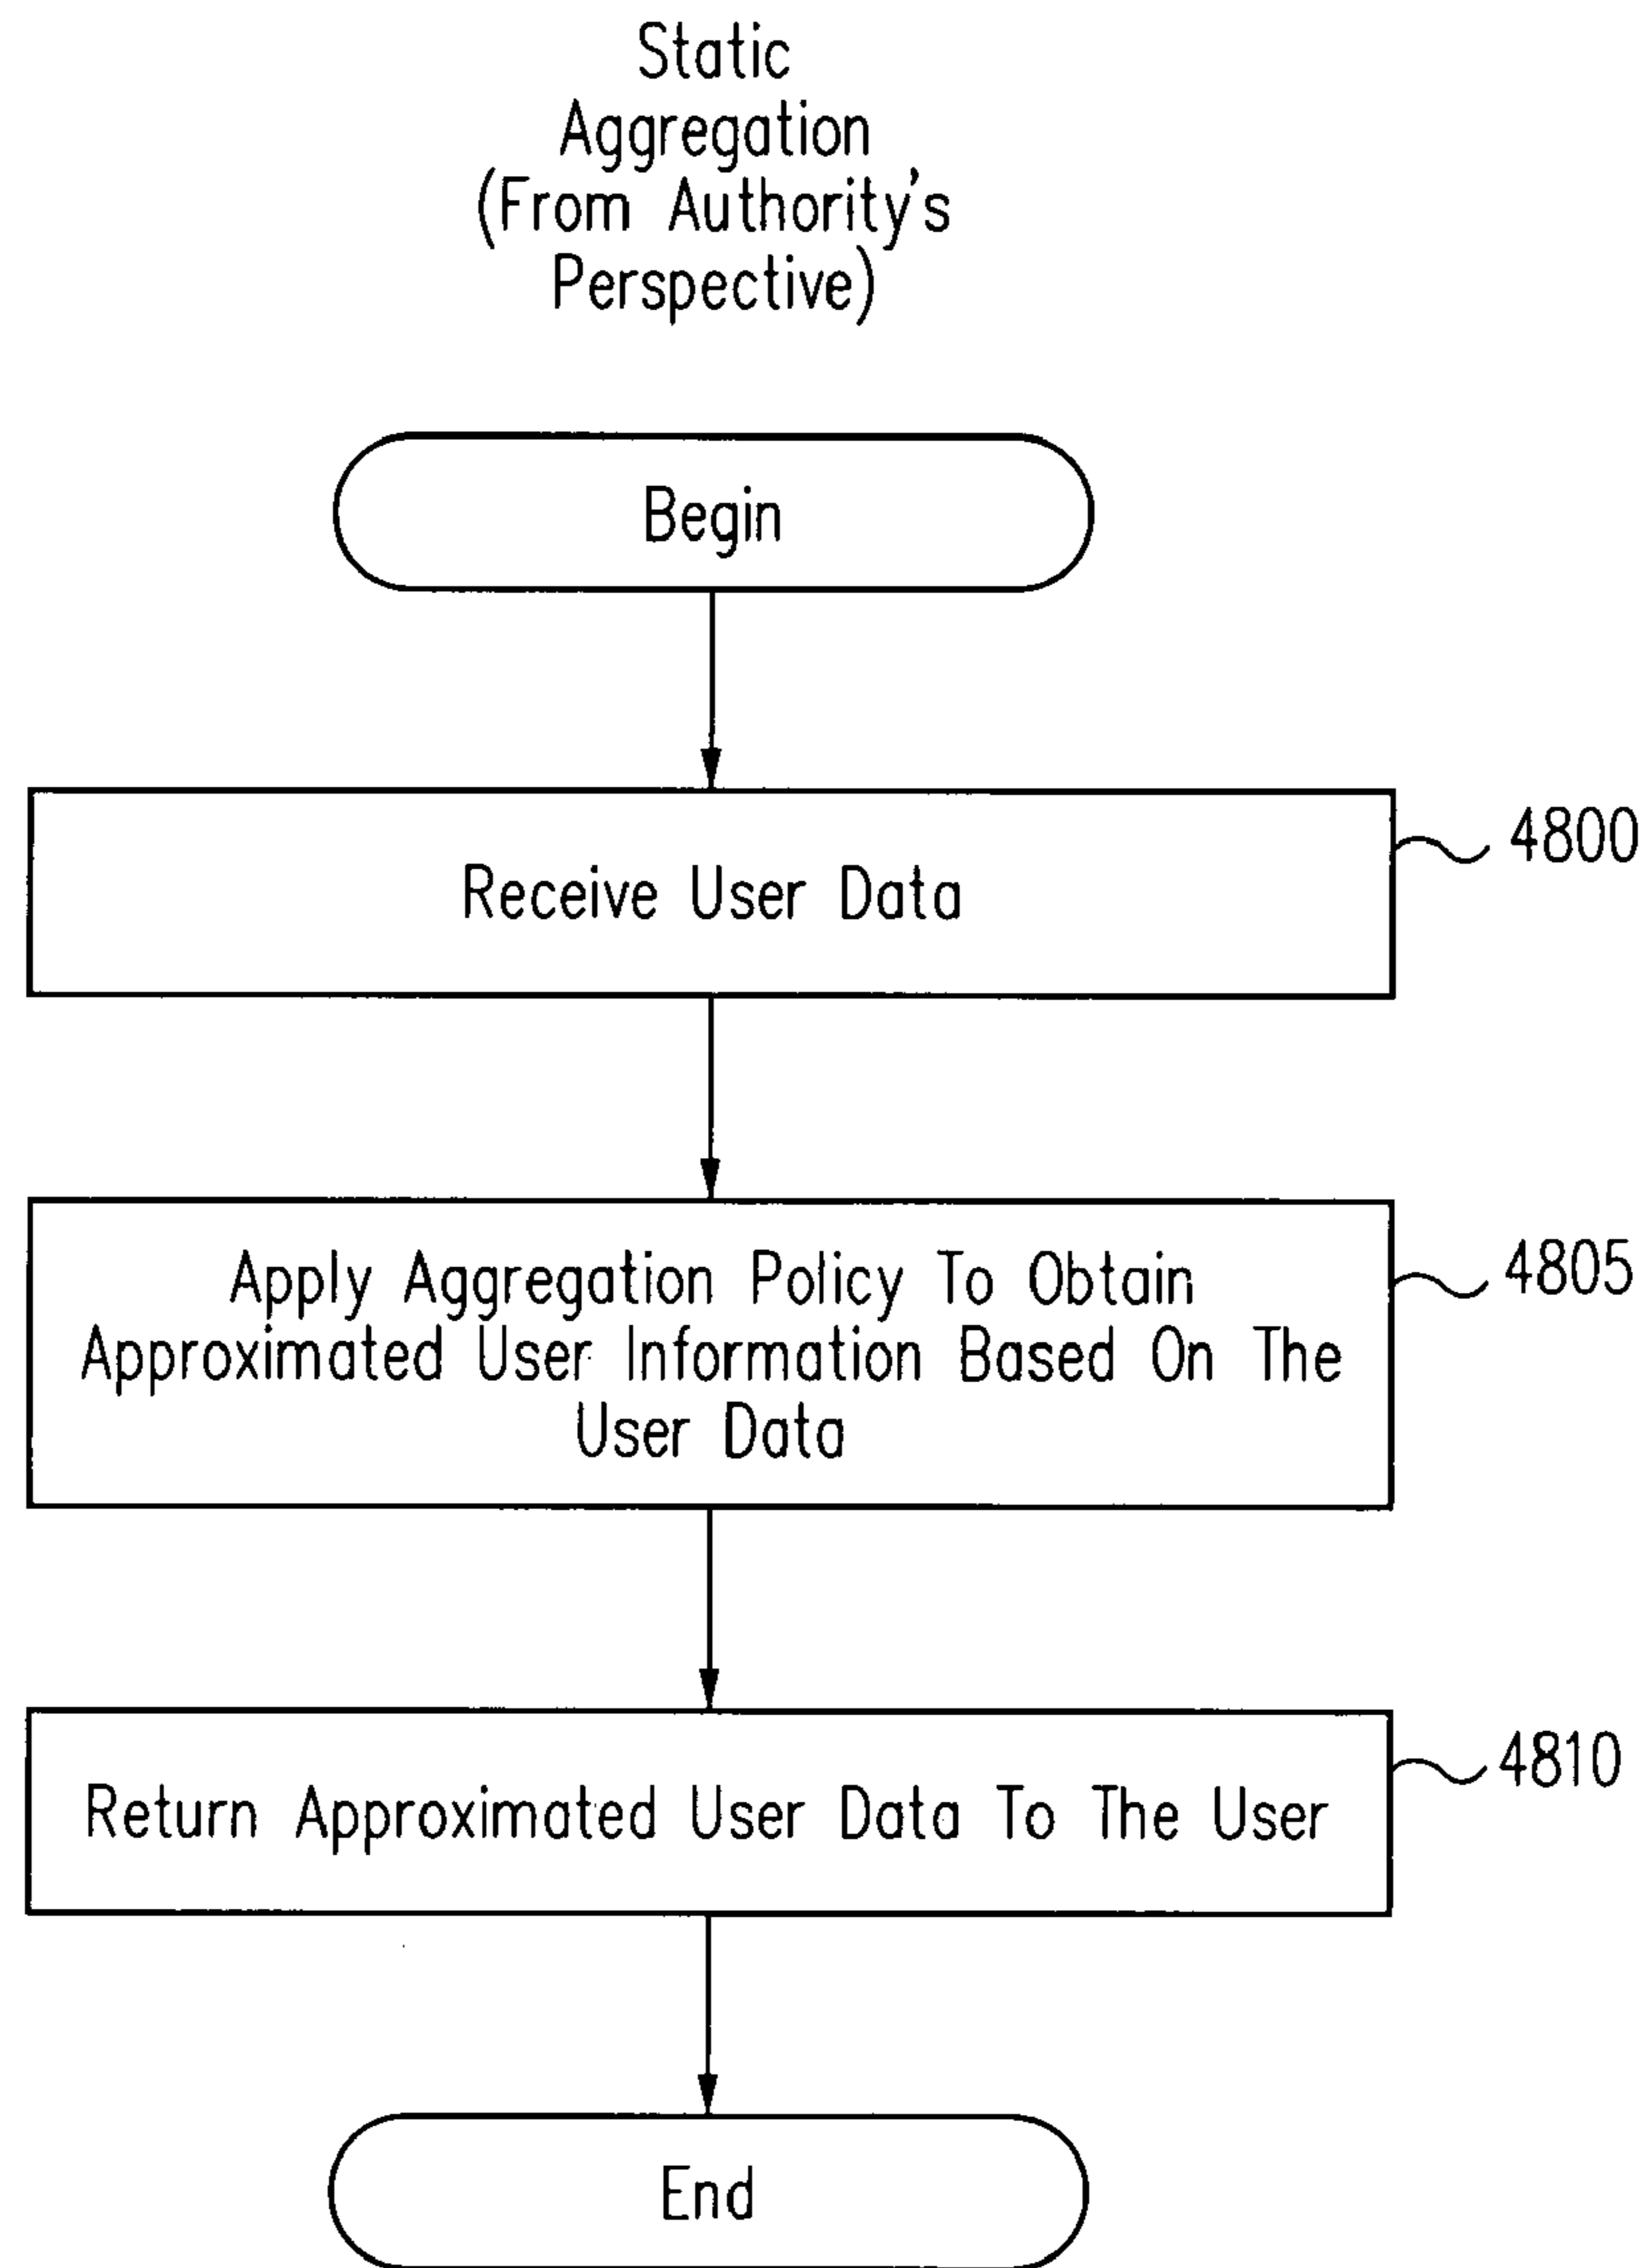 Static
Aggregation
(From Authority's
Perspective)
Begin
Receive User Data
4800
Apply Aggregation Policy To Obtain
Approximated User Information Based On The
User Data
4805
Return Approximated User Data To The User
4810
End